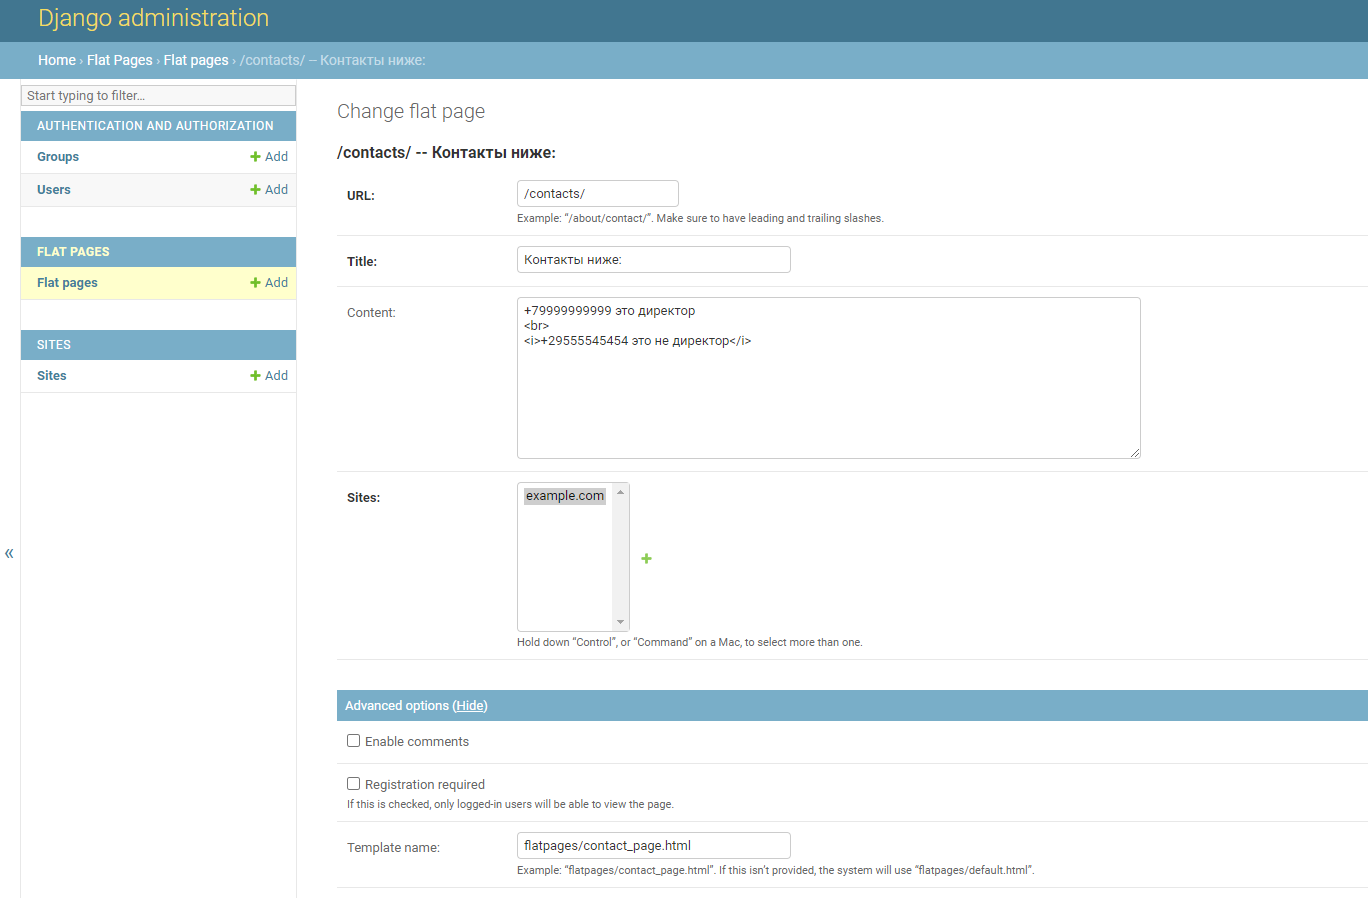 Django administration
Home › Flat Pages › Flat pages › /contacts/ -- Контакты ниже:
Start typing to filter...
AUTHENTICATION AND AUTHORIZATION
Groups
Add
Users
Add
FLAT PAGES
Flat pages
Add
SITES
Sites
Add
«
Change flat page
/contacts/ -- Контакты ниже:
URL:
/contacts/
Example: “/about/contact/”. Make sure to have leading and trailing slashes.
Title:
Контакты ниже:
Content:
+79999999999 это директор
<br>
<i>+29555545454 это не директор</i>
Sites:
example.com
Hold down “Control”, or “Command” on a Mac, to select more than one.
Advanced options (Hide)
Enable comments
Registration required
If this is checked, only logged-in users will be able to view the page.
Template name:
flatpages/contact_page.html
Example: “flatpages/contact_page.html”. If this isn’t provided, the system will use “flatpages/default.html”.